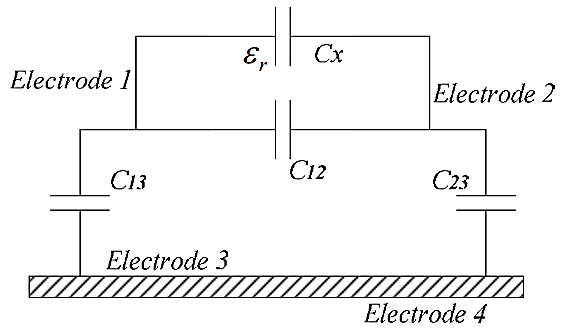 εr Cx
Electrode 1
Electrode 2
C12
C13
C23
Electrode 3
Electrode 4